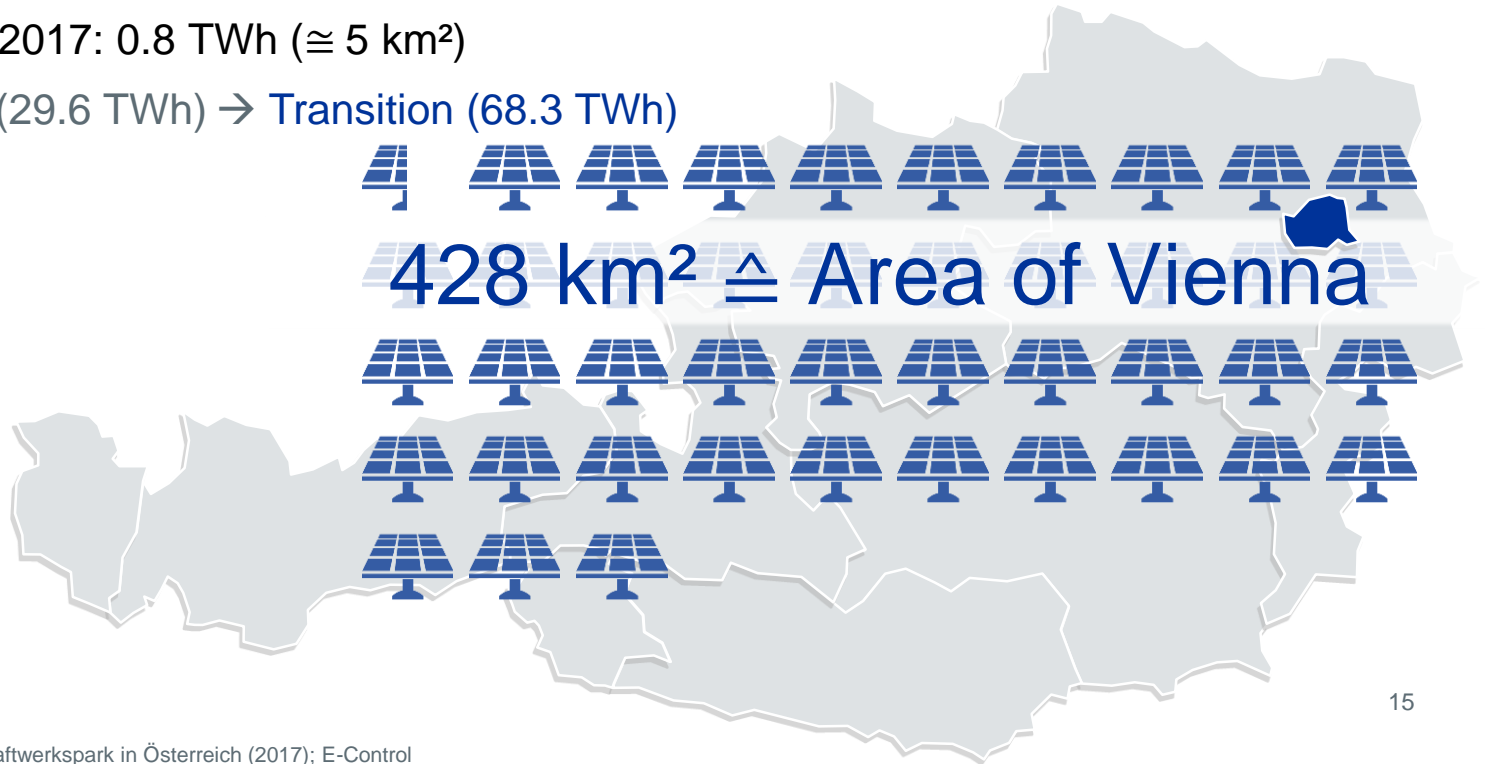 2017: 0.8 TWh (≅ 5 km²)
(29.6 TWh) → Transition (68.3 TWh)
428 km² ≙ Area of Vienna
15
aftwerkspark in Österreich (2017); E-Control